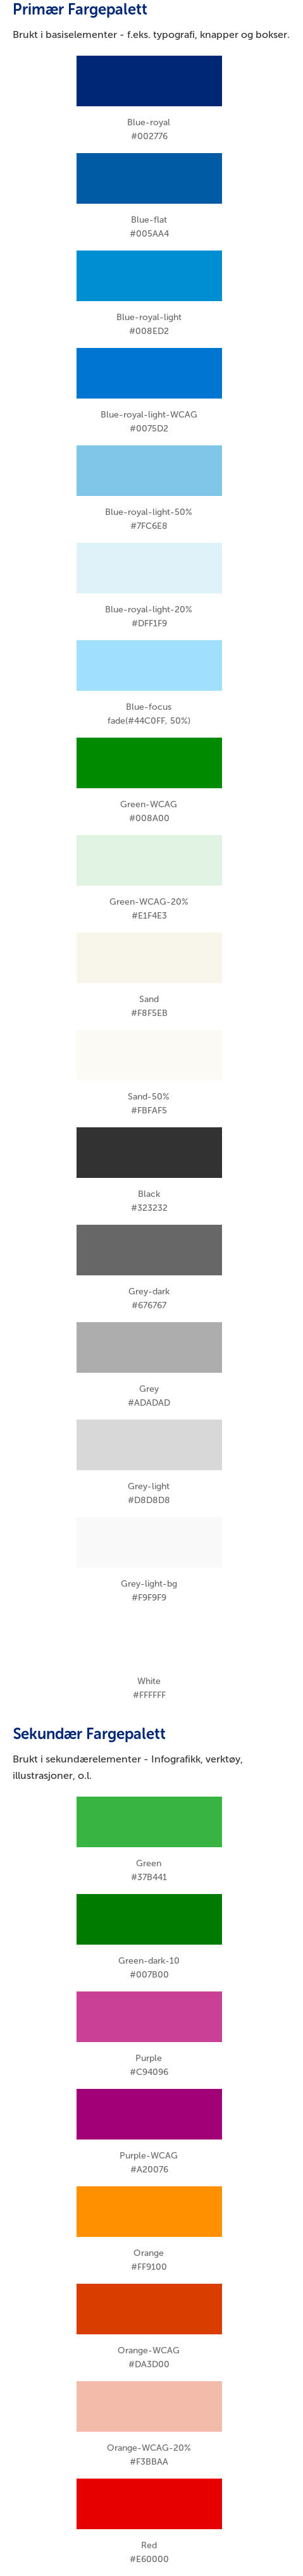 Primær Fargepalett
Brukt i basiselementer - f.eks. typografi, knapper og bokser.
Blue-royal
#002776
Blue-flat
#005AA4
Blue-royal-light
#008ED2
Blue-royal-light-WCAG
#0075D2
Blue-royal-light-50%
#7FC6E8
Blue-royal-light-20%
#DFF1F9
Blue-focus
fade(#44C0FF, 50%)
Green-WCAG
#008A00
Green-WCAG-20%
#E1F4E3
Sand
#F8F5EB
Sand-50%
#FBFAF5
Black
#323232
Grey-dark
#676767
Grey
#ADADAD
Grey-light
#D8D8D8
Grey-light-bg
#F9F9F9
White
#FFFFFF
Sekundær Fargepalett
Brukt i sekundærelementer - Infografikk, verktøy,
illustrasjoner, o.l.
Green
#37B441
Green-dark-10
#007B00
Purple
#C94096
Purple-WCAG
#A20076
Orange
#FF9100
Orange-WCAG
#DA3D00
Orange-WCAG-20%
#F3BBAA
Red
#E60000